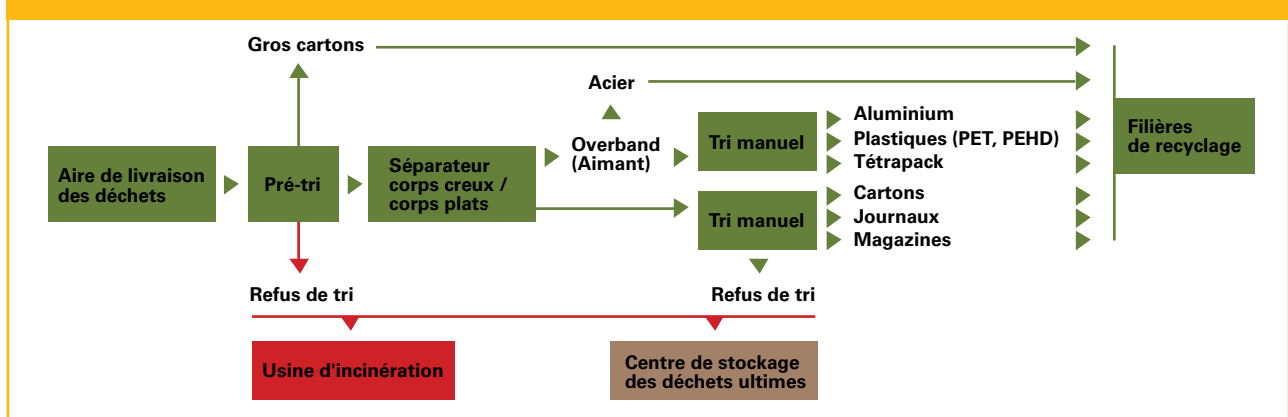 Gros cartons
Acier
Aire de livraison
des déchets
Pré-tri
Séparateur
corps creux /
corps plats
Overband
(Aimant)
Tri manuel
Aluminium
Plastiques (PET, PEHD)
Tétrapack
Tri manuel
Cartons
Journaux
Magazines
Filières
de recyclage
Refus de tri
Refus de tri
Usine d'incinération
Centre de stockage
des déchets ultimes